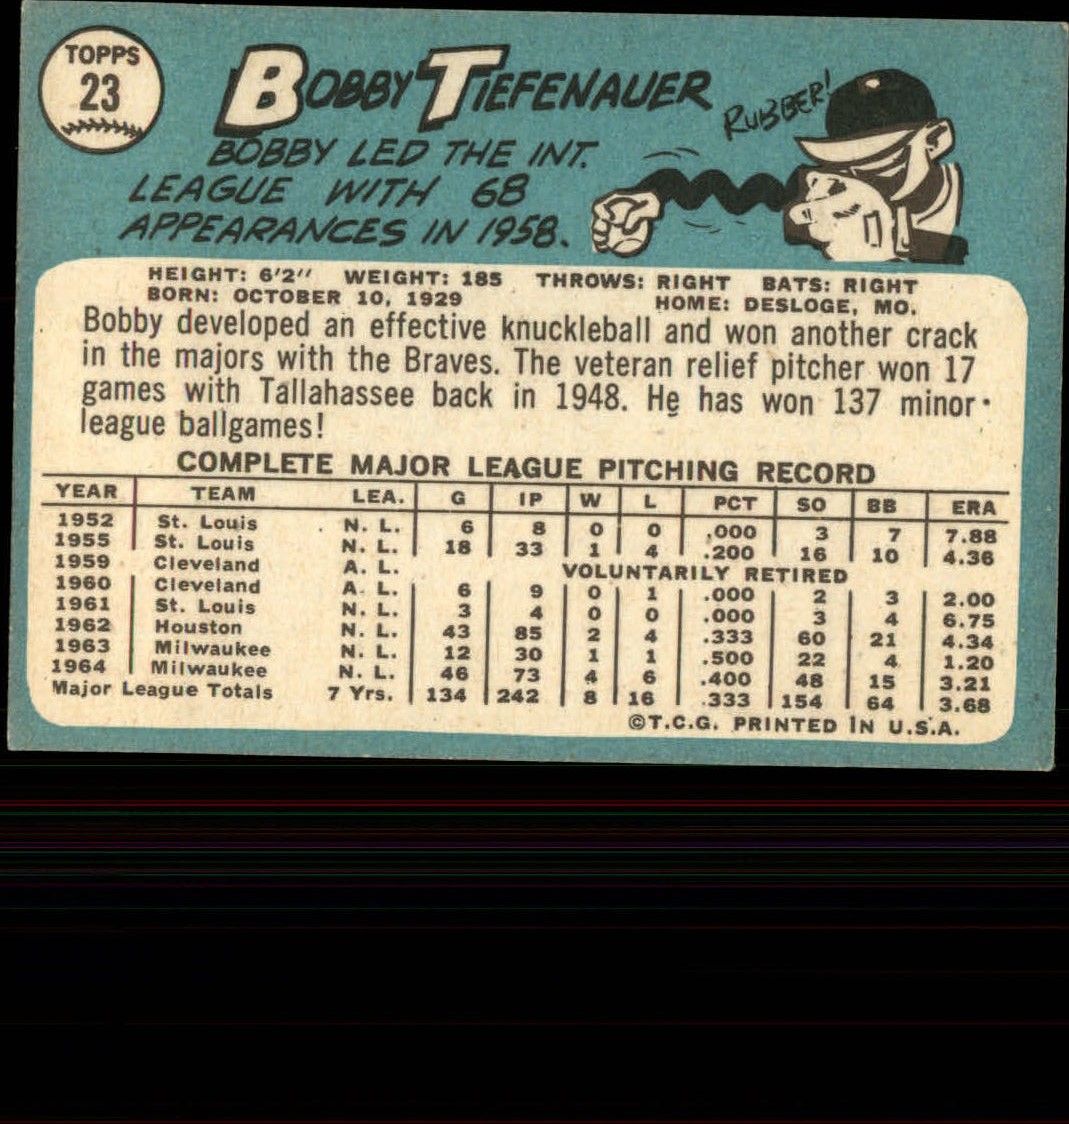 TOPPS
23
BOBBY TIEFENAUER
RUBBER!
BOBBY LED THE INT.
LEAGUE WITH 68
APPEARANCES IN 1958.
HEIGHT: 6'2" WEIGHT: 185 THROWS: RIGHT BATS: RIGHT
BORN: OCTOBER 10, 1929 HOME: DESLOGE, MO.
Bobby developed an effective knuckleball and won another crack
in the majors with the Braves. The veteran relief pitcher won 17
games with Tallahassee back in 1948. He has won 137 minor-
league ballgames!
COMPLETE MAJOR LEAGUE PITCHING RECORD
YEAR TEAM LEA. G IP W L PCT SO BB ERA
1952 St. Louis N. L. 6 8 0 0 .000 3 7 7.88
1955 St. Louis N. L. 18 33 1 4 .200 16 10 4.36
1959 Cleveland A. L. VOLUNTARILY RETIRED
1960 Cleveland A. L. 6 9 0 1 .000 2 3 2.00
1961 St. Louis N. L. 3 4 0 0 .000 3 4 6.75
1962 Houston N. L. 43 85 2 4 .333 60 21 4.34
1963 Milwaukee N. L. 12 30 1 1 .500 22 4 1.20
1964 Milwaukee N. L. 46 73 4 6 .400 48 15 3.21
Major League Totals 7 Yrs. 134 242 8 16 .333 154 64 3.68
©T.C.G. PRINTED IN U.S.A.